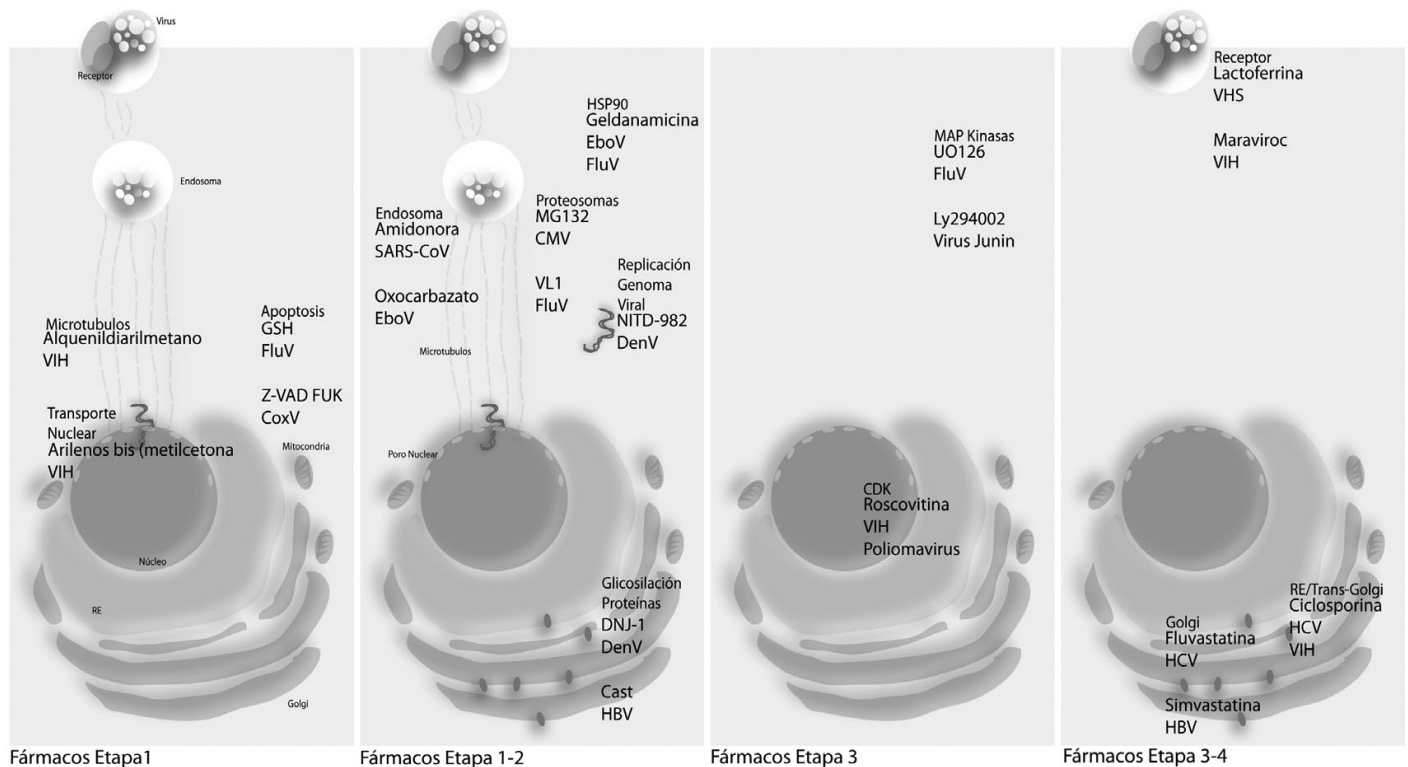 Virus
Receptor
Endosoma
Microtubulos
Alquenildiarilmetano
VIH
Apoptosis
GSH
FluV
Z-VAD FUK
CoxV
Transporte
Nuclear
Arilenos bis (metilcetona
VIH
Mitocondria
Núcleo
RE
Golgi
Fármacos Etapa1
HSP90
Geldanamicina
EboV
FluV
Endosoma
Amidonora
SARS-CoV
Oxocarbazato
EboV
Proteosomas
MG132
CMV
VL1
FluV
Replicación
Genoma
Viral
NITD-982
DenV
Microtubulos
Poro Nuclear
Glicosilación
Proteínas
DNJ-1
DenV
Cast
HBV
Fármacos Etapa 1-2
MAP Kinasas
UO126
FluV
Ly294002
Virus Junin
CDK
Roscovitina
VIH
Poliomavirus
Fármacos Etapa 3
Receptor
Lactoferrina
VHS
Maraviroc
VIH
RE/Trans-Golgi
Ciclosporina
HCV
VIH
Golgi
Fluvastatina
HCV
Simvastatina
HBV
Fármacos Etapa 3-4